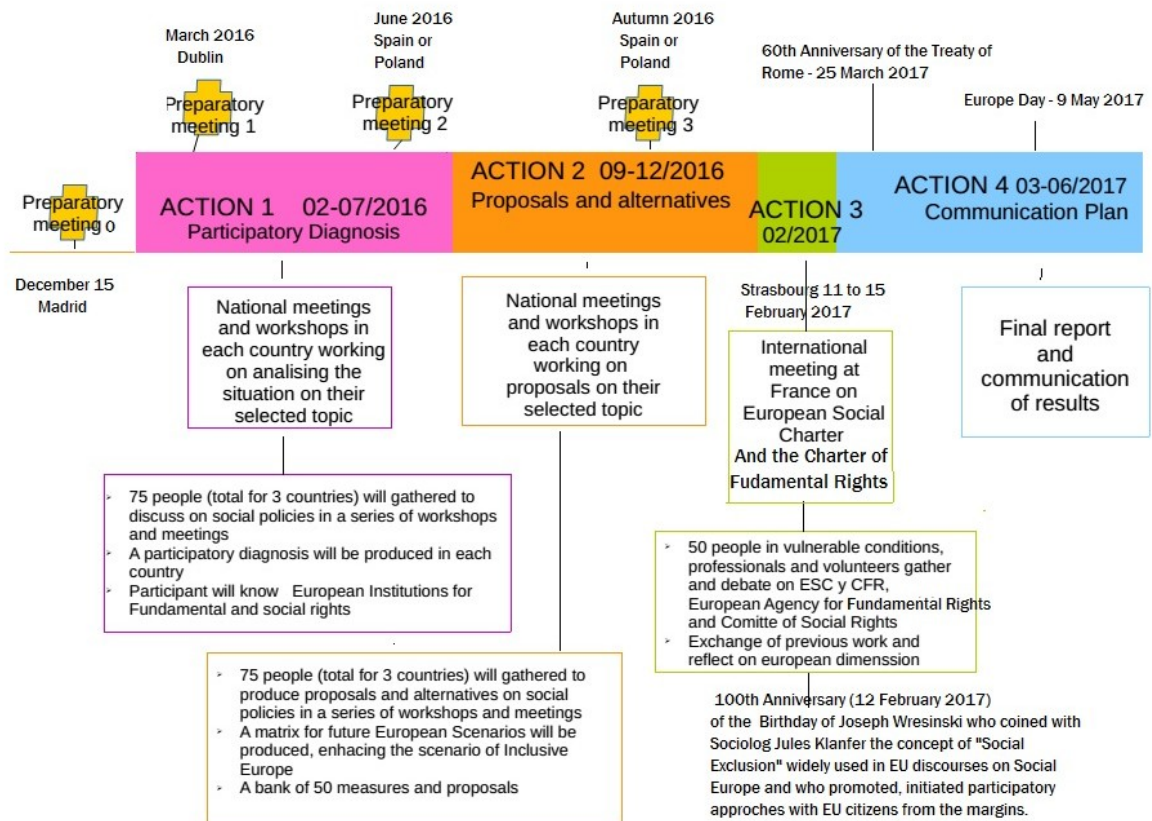 March 2016
Dublin
June 2016
Spain or
Poland
Autumn 2016
Spain or
Poland
60th Anniversary of the Treaty of
Rome - 25 March 2017
Europe Day - 9 May 2017
Preparatory
meeting 1
Preparatory
meeting 2
Preparatory
meeting 3
Preparatory
meeting 0
December 15
Madrid
ACTION 1 02-07/2016
Participatory Diagnosis
ACTION 2 09-12/2016
Proposals and alternatives
ACTION 3
02/2017
ACTION 4 03-06/2017
Communication Plan
National meetings
and workshops in
each country working
on analising the
situation on their
selected topic
National meetings
and workshops in
each country
working on
proposals on their
selected topic
Strasbourg 11 to 15
February 2017
International
meeting at
France on
European Social
Charter
And the Charter of
Fudamental Rights
Final report
and
communication
of results
75 people (total for 3 countries) will gathered to
discuss on social policies in a series of workshops
and meetings
A participatory diagnosis will be produced in each
country
Participant will know European Institutions for
Fundamental and social rights
75 people (total for 3 countries) will gathered to
produce proposals and alternatives on social
policies in a series of workshops and meetings
A matrix for future European Scenarios will be
produced, enhacing the scenario of Inclusive
Europe
A bank of 50 measures and proposals
50 people in vulnerable conditions,
professionals and volunteers gather
and debate on ESC y CFR,
European Agency for Fundamental Rights
and Comitte of Social Rights
Exchange of previous work and
reflect on european dimenssion
100th Anniversary (12 February 2017)
of the Birthday of Joseph Wresinski who coined with
Sociolog Jules Klanfer the concept of "Social
Exclusion" widely used in EU discourses on Social
Europe and who promoted, initiated participatory
approches with EU citizens from the margins.